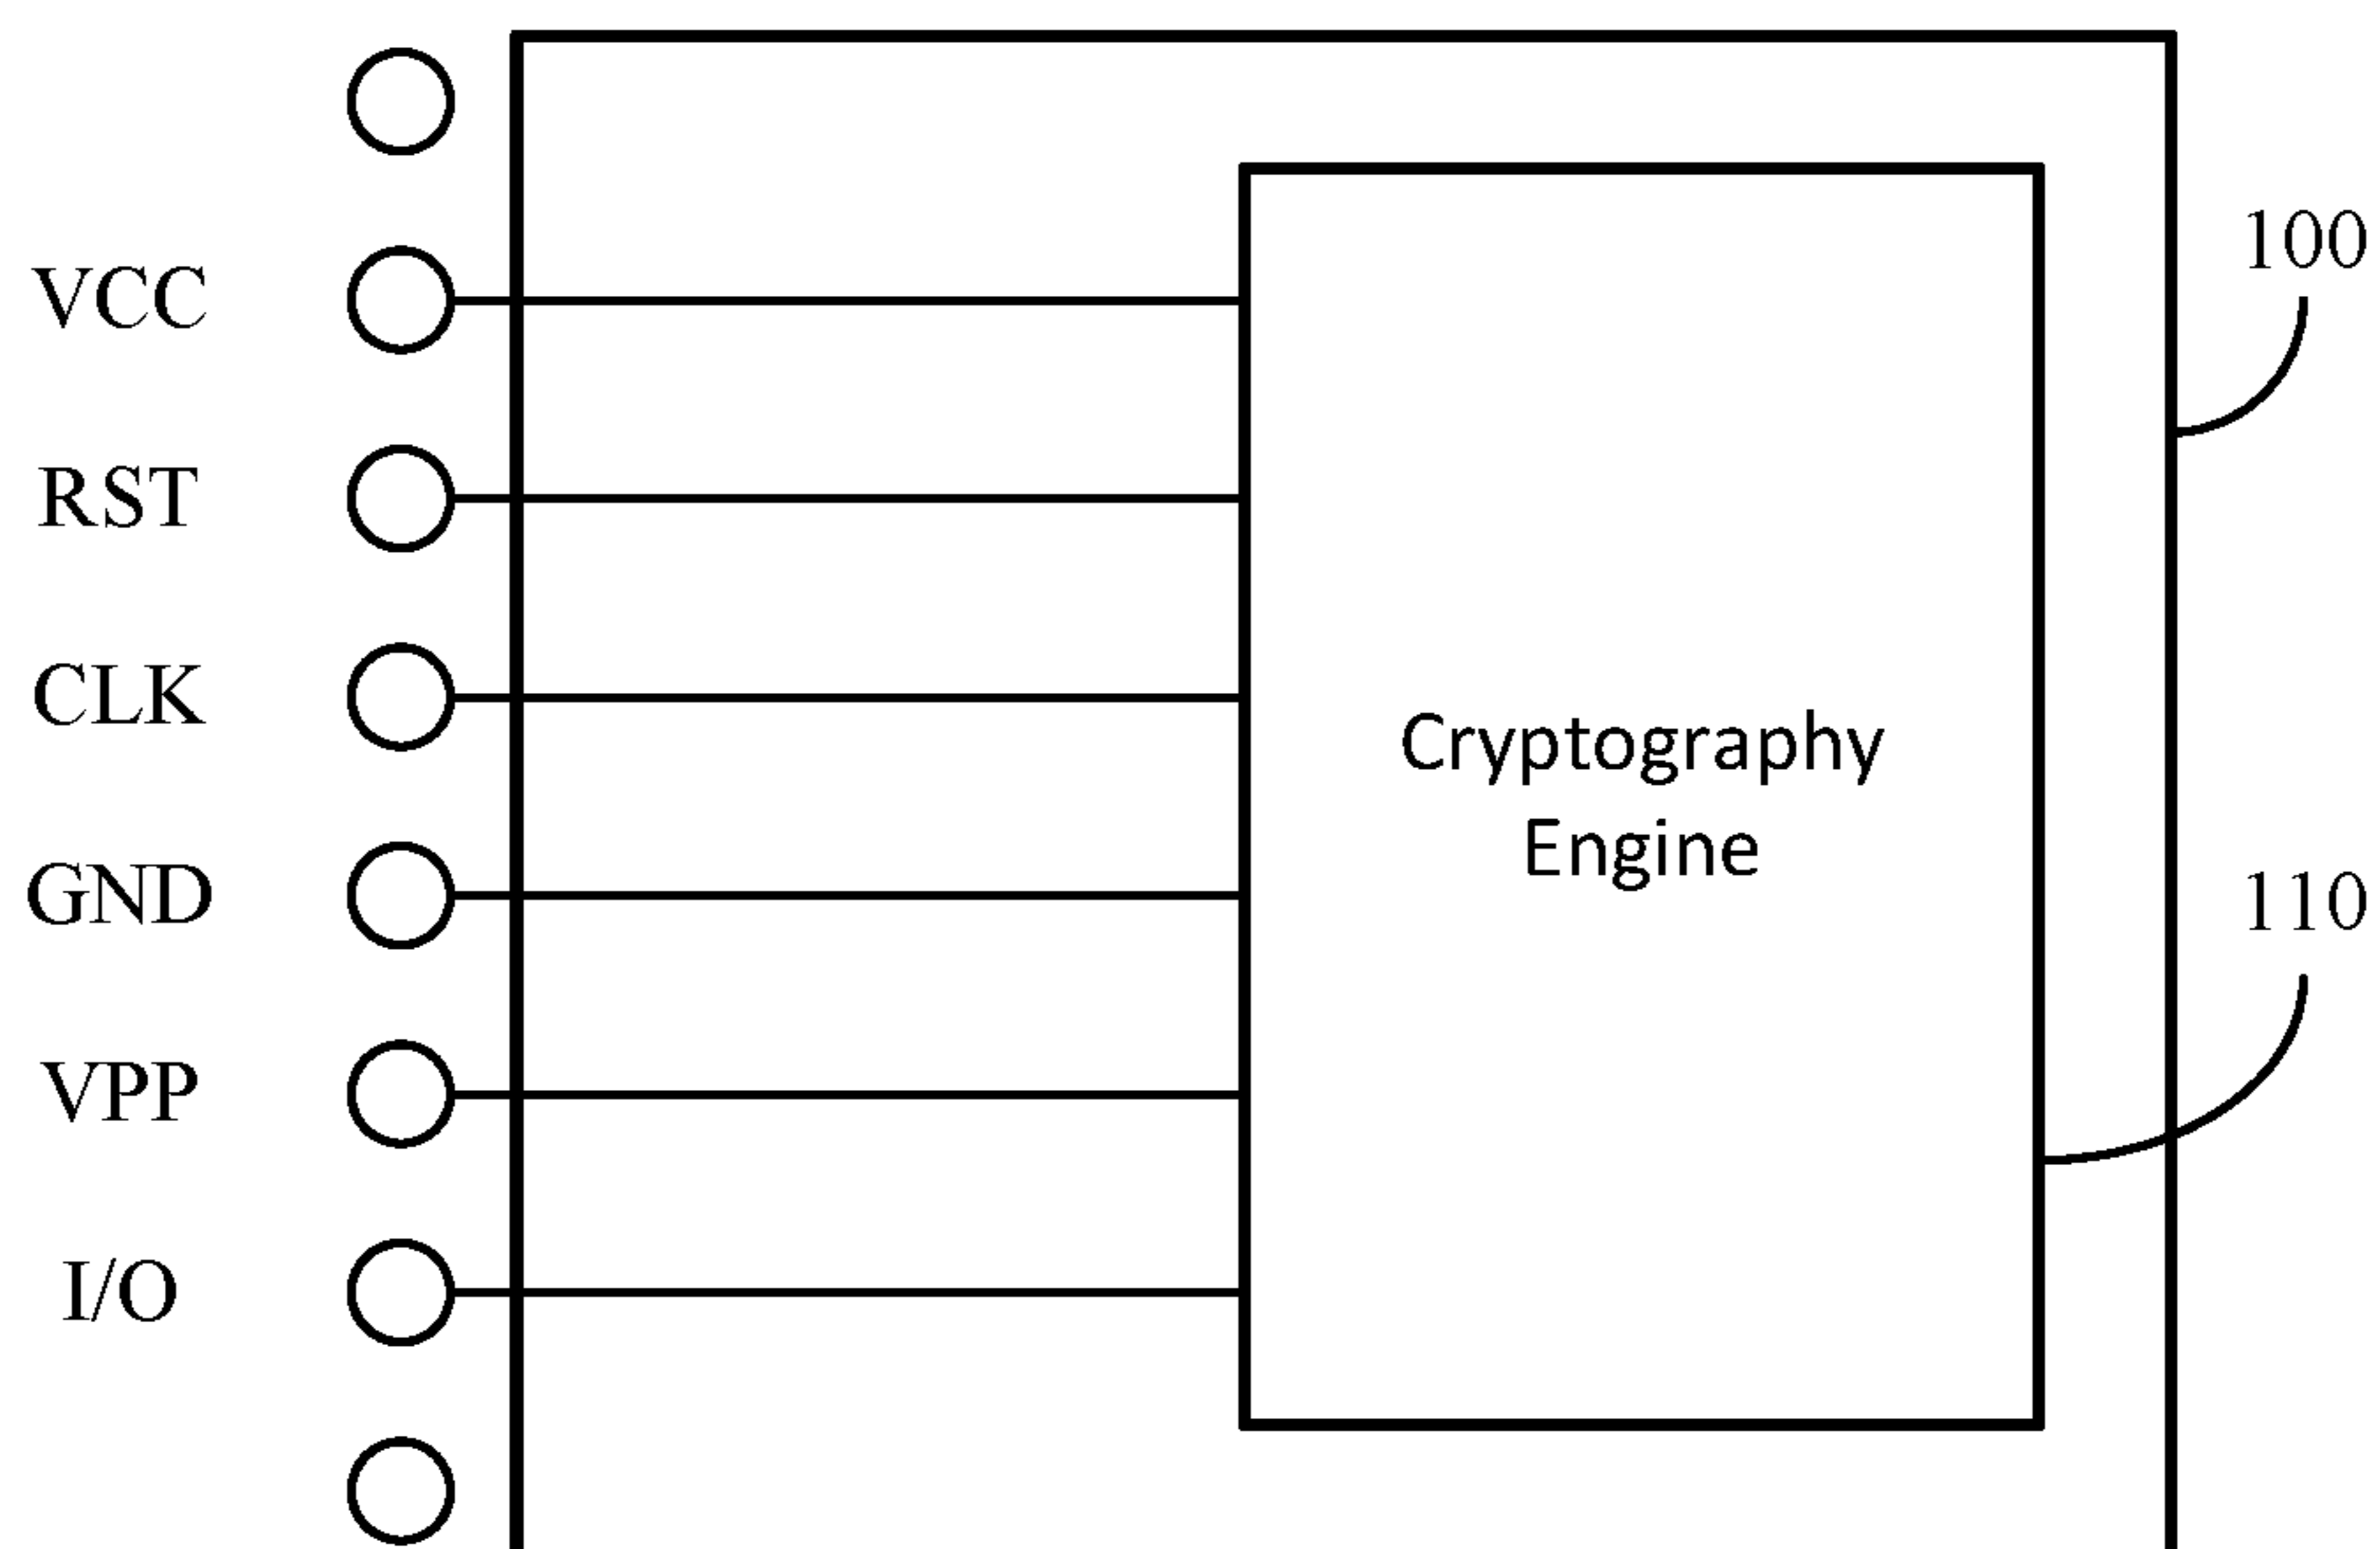 100
VCC
RST
CLK
Cryptography
Engine
GND
110
VPP
I/O